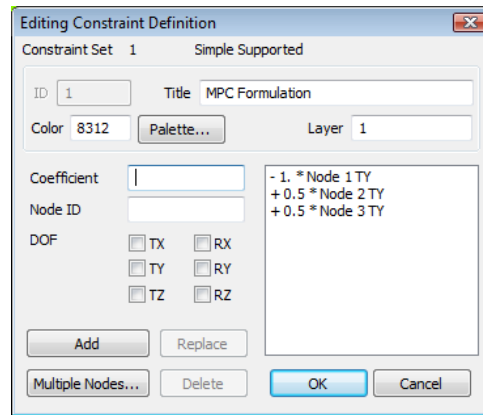 Editing Constraint Definition
Constraint Set 1 Simple Supported
ID 1 Title MPC Formulation
Color 8312 Palette... Layer 1
Coefficient
Node ID
DOF TX RX
TY RY
TZ RZ
- 1. * Node 1 TY
+ 0.5 * Node 2 TY
+ 0.5 * Node 3 TY
Add Replace
Multiple Nodes... Delete OK Cancel